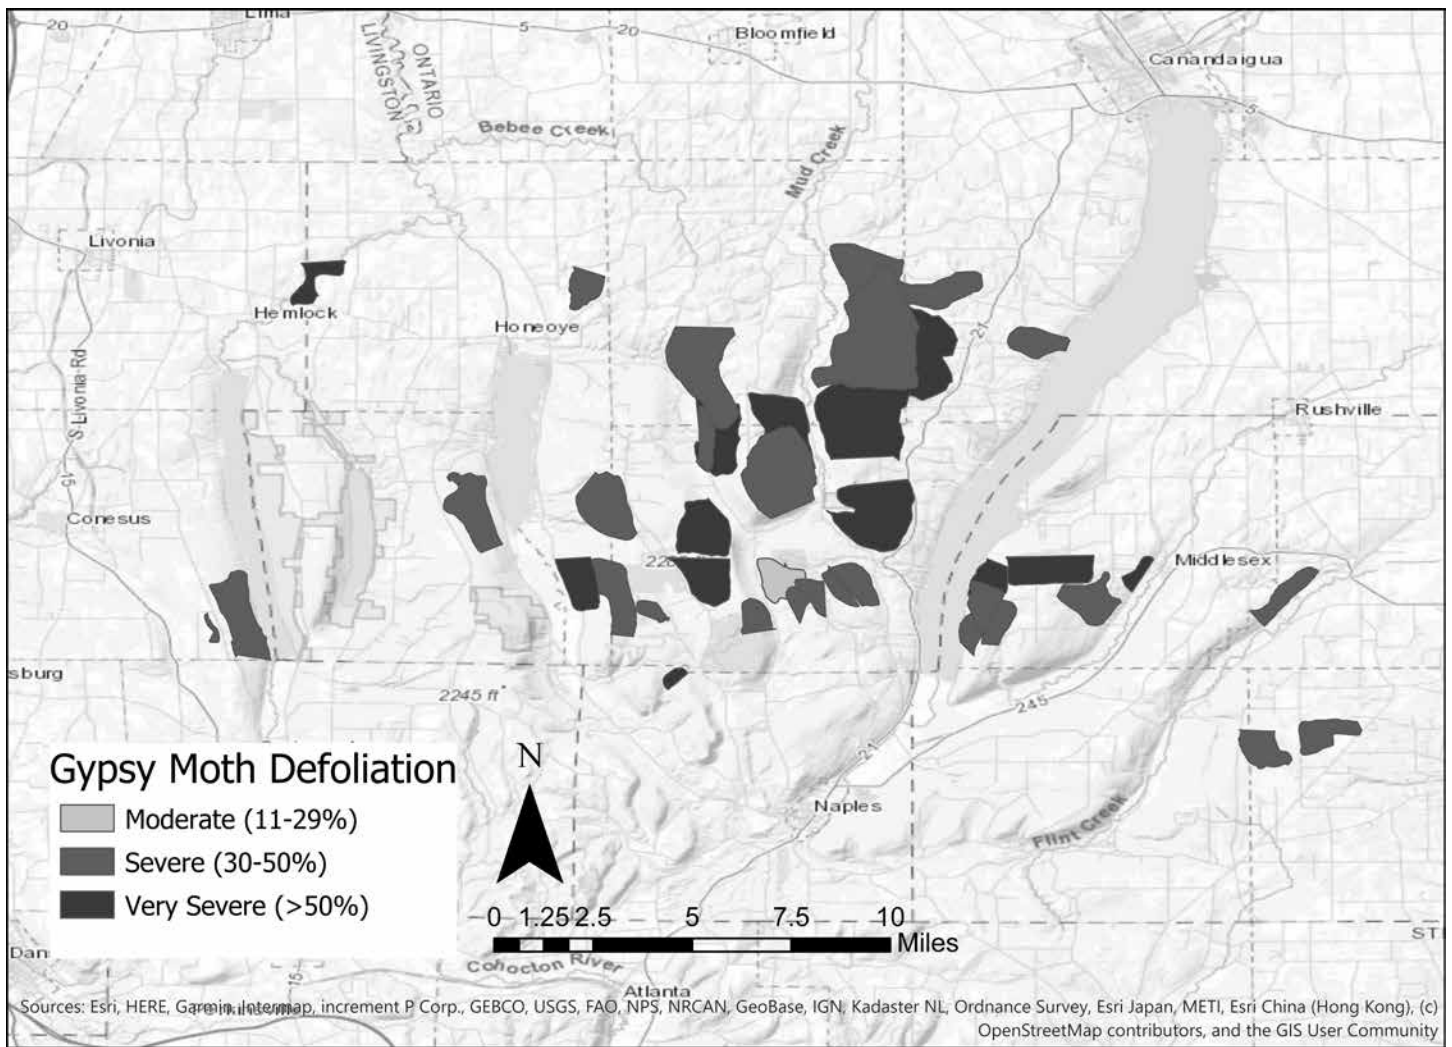 Lima
20
5
20
Bloomfield
Canandaigua
5
ONTARIO
LIVINGSTON
Bebee Creek
Mud Creek
Livonia
Hemlock
Honeoye
21
S Livonia Rd
Rushville
15
Conesus
Middlesex
sburg
2245 ft
245
21
Naples
Flint Creek
Gypsy Moth Defoliation
Moderate (11-29%)
Severe (30-50%)
Very Severe (>50%)
N
0 1.25 2.5 5 7.5 10
Miles
Dan
15
Cohocton River
Atlanta
Sources: Esri, HERE, Garmin, Intermap, increment P Corp., GEBCO, USGS, FAO, NPS, NRCAN, GeoBase, IGN, Kadaster NL, Ordnance Survey, Esri Japan, METI, Esri China (Hong Kong), (c)
OpenStreetMap contributors, and the GIS User Community